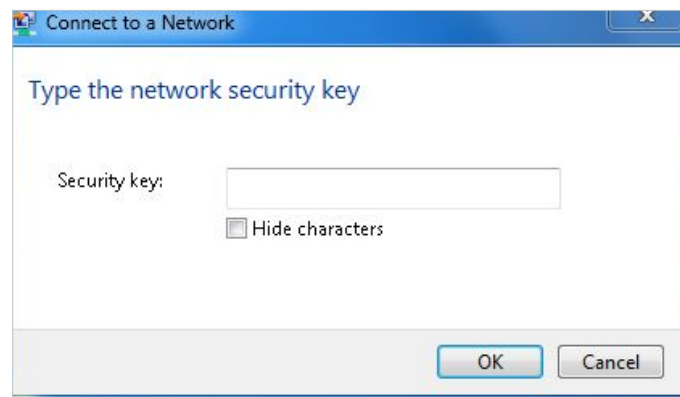 Connect to a Network
X
Type the network security key
Security key:
Hide characters
OK Cancel